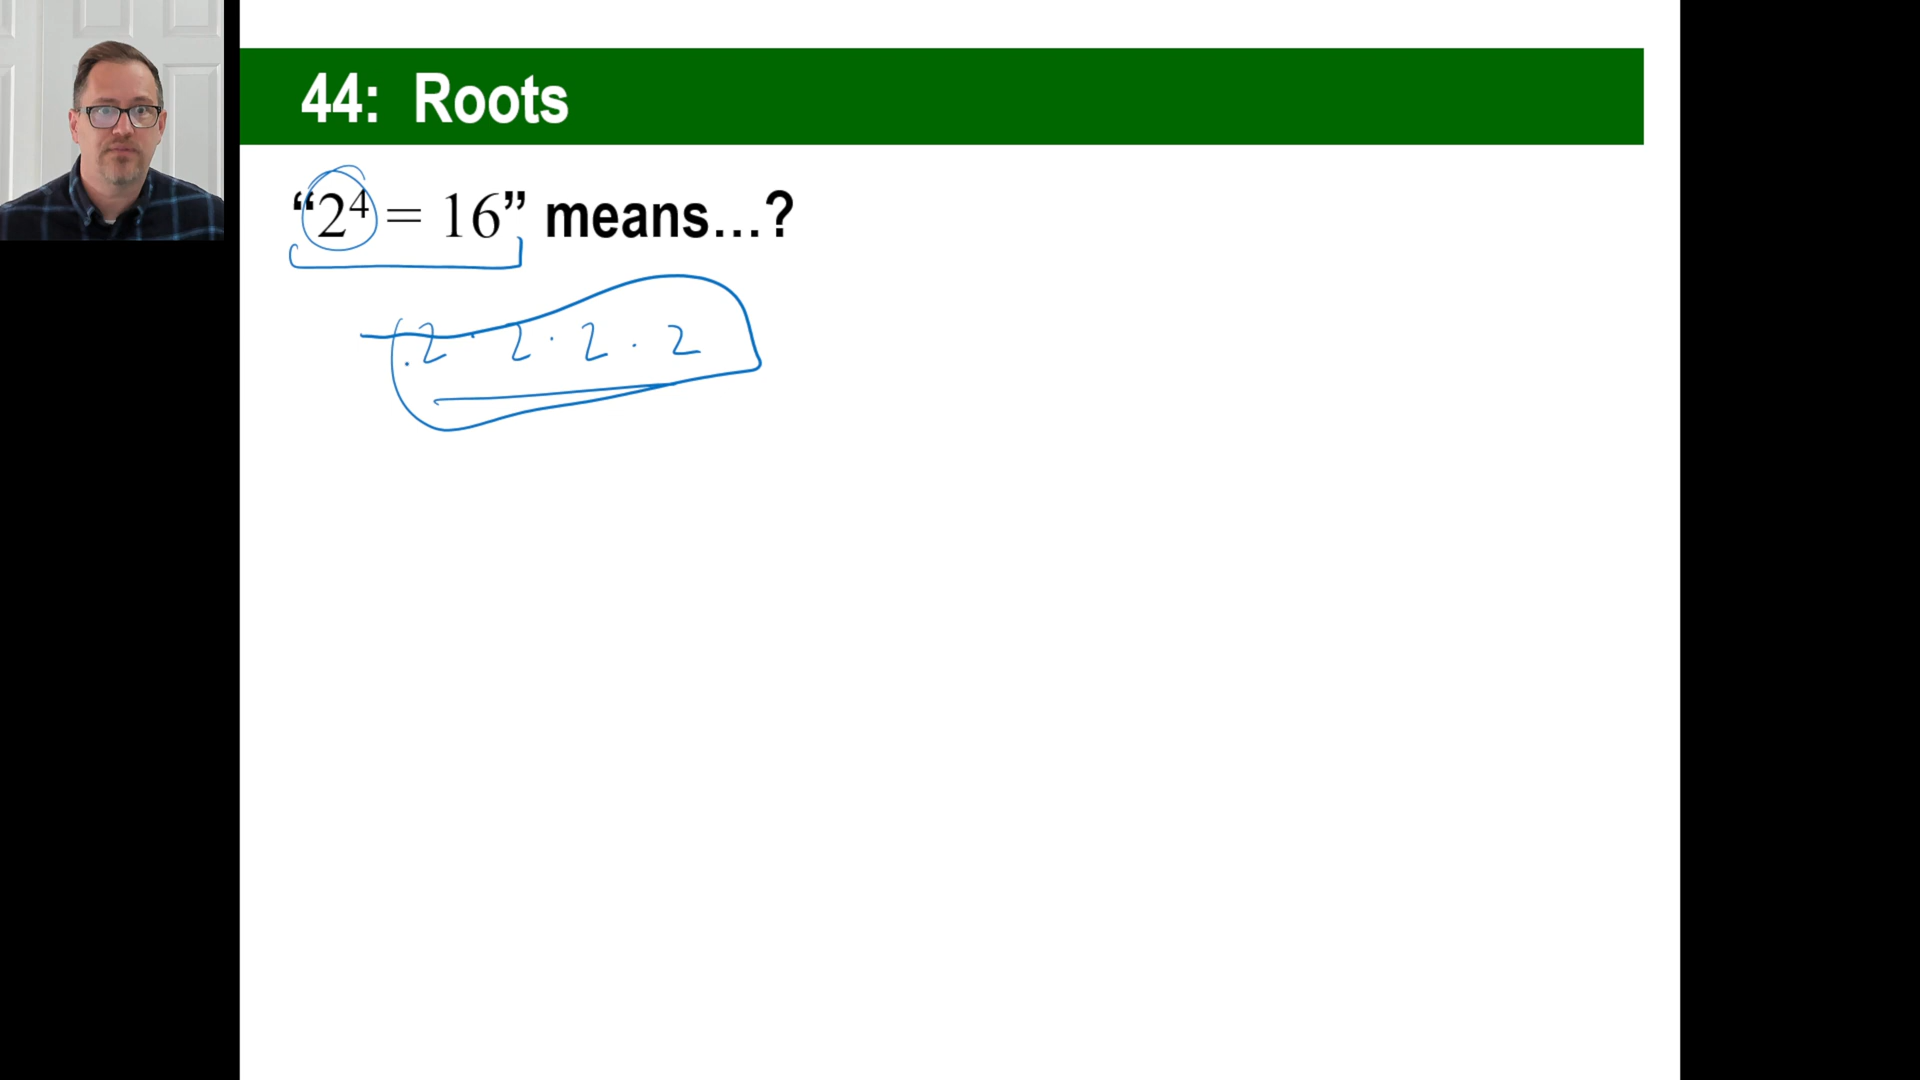 44: Roots
“2⁴ = 16” means…?
2 · 2 · 2 · 2